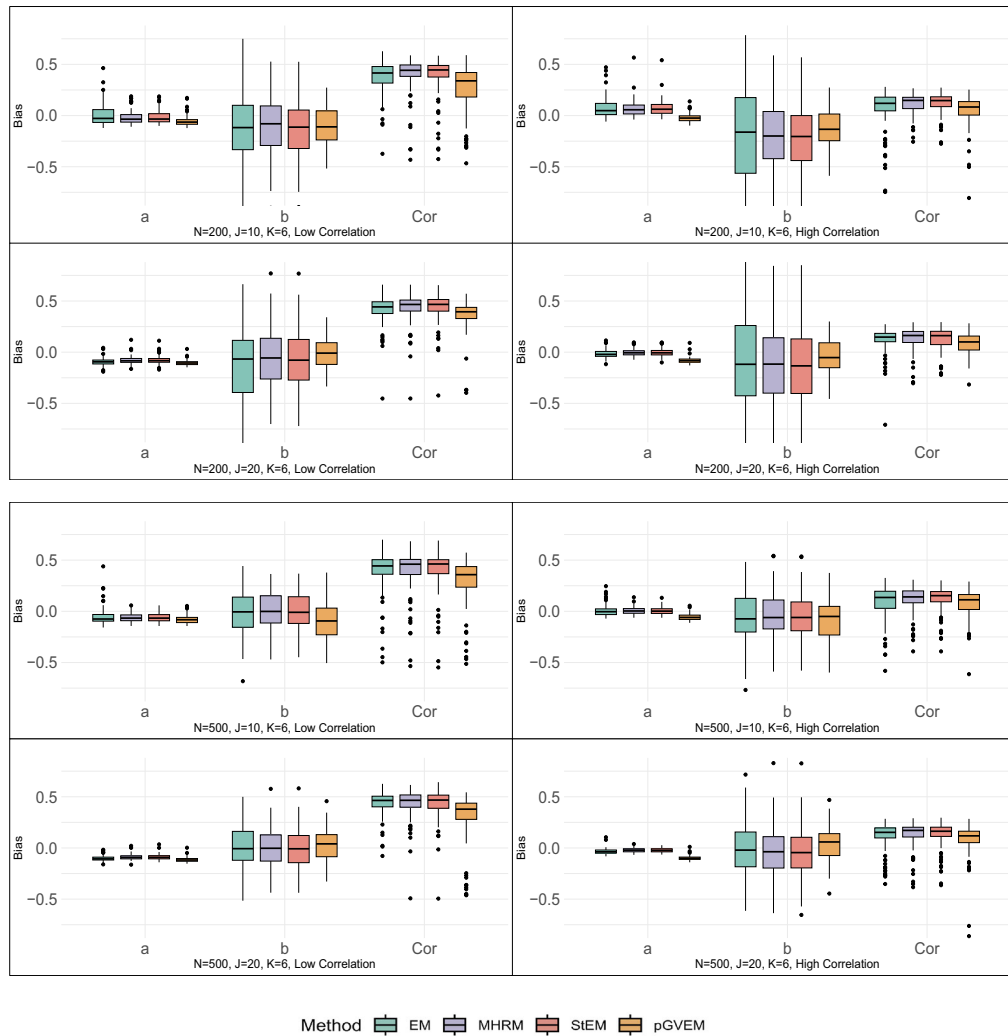 0.5
0.0
−0.5
Bias
a
b
Cor
N=200, J=10, K=6, Low Correlation
0.5
0.0
−0.5
Bias
a
b
Cor
N=200, J=10, K=6, High Correlation
0.5
0.0
−0.5
Bias
a
b
Cor
N=200, J=20, K=6, Low Correlation
0.5
0.0
−0.5
Bias
a
b
Cor
N=200, J=20, K=6, High Correlation
0.5
0.0
−0.5
Bias
a
b
Cor
N=500, J=10, K=6, Low Correlation
0.5
0.0
−0.5
Bias
a
b
Cor
N=500, J=10, K=6, High Correlation
0.5
0.0
−0.5
Bias
a
b
Cor
N=500, J=20, K=6, Low Correlation
0.5
0.0
−0.5
Bias
a
b
Cor
N=500, J=20, K=6, High Correlation
Method EM MHRM StEM pGVEM